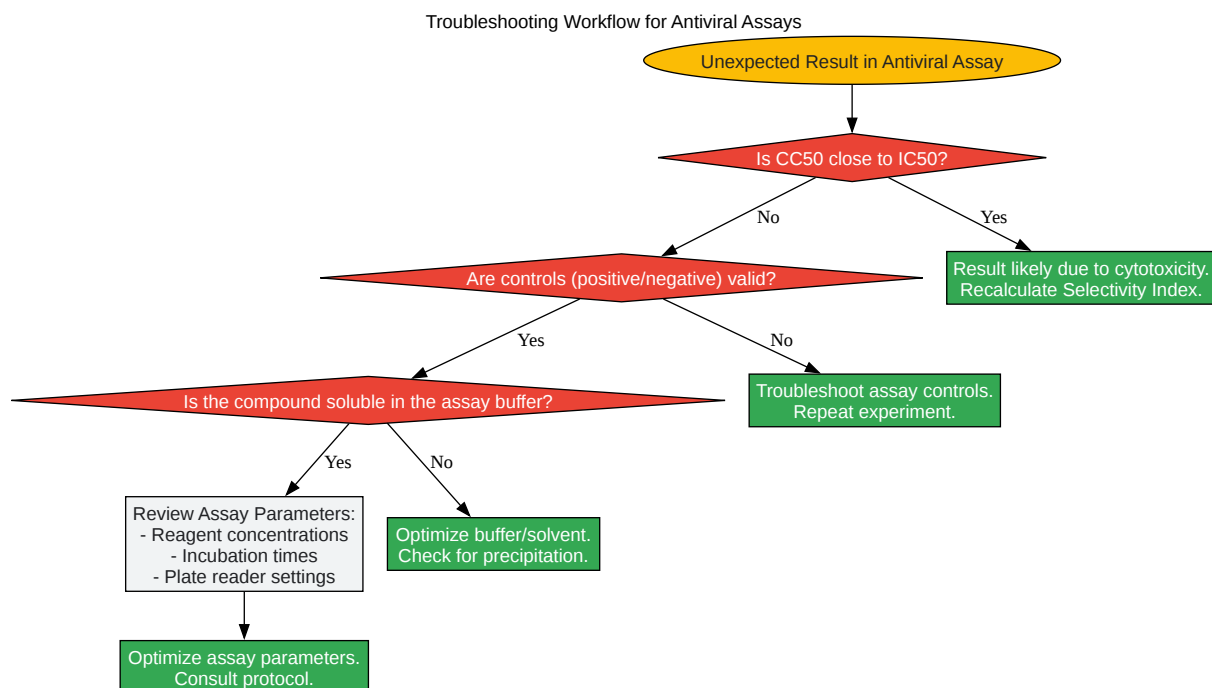 Troubleshooting Workflow for Antiviral Assays
Unexpected Result in Antiviral Assay
Is CC50 close to IC50?
No
Yes
Are controls (positive/negative) valid?
Result likely due to cytotoxicity.
Recalculate Selectivity Index.
Yes
No
Is the compound soluble in the assay buffer?
Troubleshoot assay controls.
Repeat experiment.
Yes
No
Review Assay Parameters:
- Reagent concentrations
- Incubation times
- Plate reader settings
Optimize buffer/solvent.
Check for precipitation.
Optimize assay parameters.
Consult protocol.